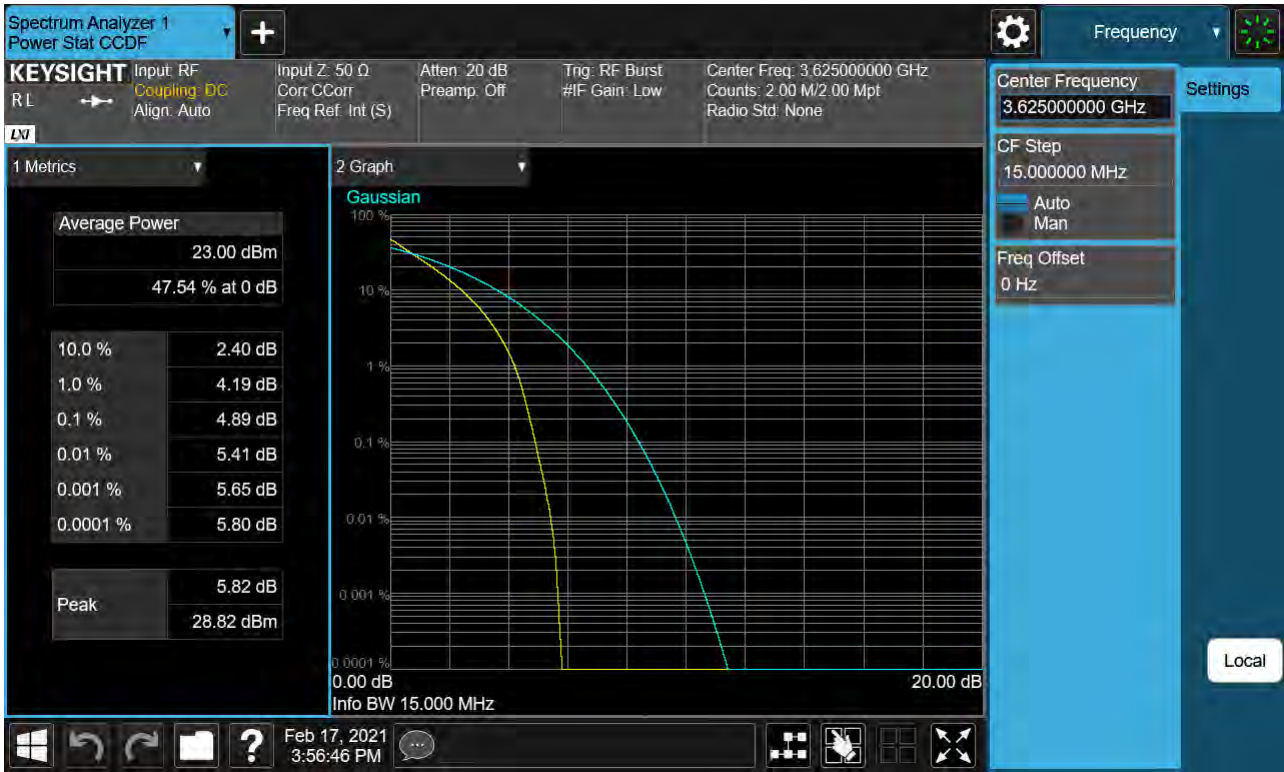 Spectrum Analyzer 1
Power Stat CCDF
+
Frequency
KEYSIGHT
R L
LXI
Input: RF
Coupling: DC
Align: Auto
Input Z: 50 Ω
Corr CCorr
Freq Ref: Int (S)
Atten: 20 dB
Preamp: Off
Trig: RF Burst
#IF Gain: Low
Center Freq: 3.625000000 GHz
Counts: 2.00 M/2.00 Mpt
Radio Std: None
1 Metrics
Average Power
23.00 dBm
47.54 % at 0 dB
10.0 % 2.40 dB
1.0 % 4.19 dB
0.1 % 4.89 dB
0.01 % 5.41 dB
0.001 % 5.65 dB
0.0001 % 5.80 dB
Peak
5.82 dB
28.82 dBm
2 Graph
Gaussian
100 %
10 %
1 %
0.1 %
0.01 %
0.001 %
0.0001 %
0.00 dB 20.00 dB
Info BW 15.000 MHz
Center Frequency
3.625000000 GHz
CF Step
15.000000 MHz
Auto
Man
Freq Offset
0 Hz
Settings
Local
?
Feb 17, 2021
3:56:46 PM